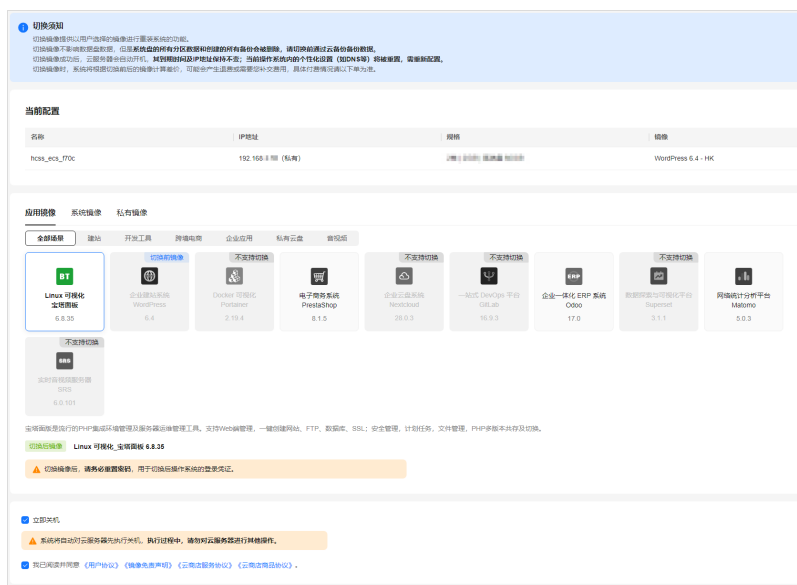 切换须知
切换镜像提供以用户选择的镜像进行重装系统的功能。
切换镜像不影响数据盘数据，但是系统盘的所有分区数据和创建的所有备份会被删除，请切换前通过云备份备份数据。
切换镜像成功后，云服务器会自动开机，其到期时间及IP地址保持不变；当前操作系统内的个性化设置（如DNS等）将被重置，需重新配置。
切换镜像时，系统将根据切换前后的镜像计算差价，可能会产生退费或需要您补交费用，具体付费情况请以下单为准。
当前配置
名称 IP地址 规格 镜像
hcss_ecs_f70c 192.168 （私有） WordPress 6.4 - HK
应用镜像 系统镜像 私有镜像
全部场景 建站 开发工具 跨境电商 企业应用 私有云盘 音视频
切换前镜像 不支持切换 不支持切换 不支持切换 不支持切换
BT ERP
Linux 可视化 企业建站系统 Docker 可视化 电子商务系统 企业云盘系统 一站式 DevOps 平台 企业一体化 ERP 系统 数据探索与可视化平台 网络统计分析平台
宝塔面板 WordPress Portainer PrestaShop Nextcloud GitLab Odoo Superset Matomo
6.8.35 6.4 2.19.4 8.1.5 28.0.3 16.9.3 17.0 3.1.1 5.0.3
不支持切换
SRS
实时音视频服务器
SRS
6.0.101
宝塔面板是流行的PHP集成环境管理及服务器运维管理工具。支持Web端管理，一键创建网站、FTP、数据库、SSL；安全管理，计划任务，文件管理，PHP多版本共存及切换。
切换后镜像 Linux 可视化_宝塔面板 6.8.35
切换镜像后，请务必重置密码，用于切换后操作系统的登录凭证。
立即关机
系统将自动对云服务器先执行关机，执行过程中，请勿对云服务器进行其他操作。
我已阅读并同意 《用户协议》《镜像免责声明》《云商店服务协议》《云商店商品协议》。